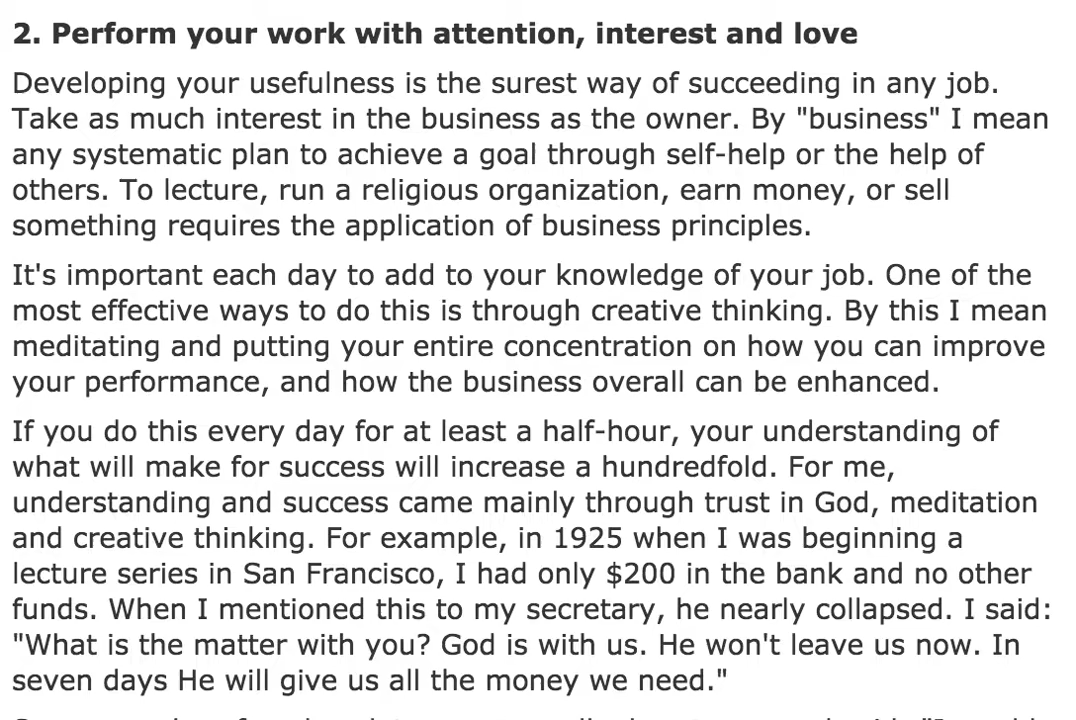 2. Perform your work with attention, interest and love
Developing your usefulness is the surest way of succeeding in any job.
Take as much interest in the business as the owner. By "business" I mean
any systematic plan to achieve a goal through self-help or the help of
others. To lecture, run a religious organization, earn money, or sell
something requires the application of business principles.
It's important each day to add to your knowledge of your job. One of the
most effective ways to do this is through creative thinking. By this I mean
meditating and putting your entire concentration on how you can improve
your performance, and how the business overall can be enhanced.
If you do this every day for at least a half-hour, your understanding of
what will make for success will increase a hundredfold. For me,
understanding and success came mainly through trust in God, meditation
and creative thinking. For example, in 1925 when I was beginning a
lecture series in San Francisco, I had only $200 in the bank and no other
funds. When I mentioned this to my secretary, he nearly collapsed. I said:
"What is the matter with you? God is with us. He won't leave us now. In
seven days He will give us all the money we need."